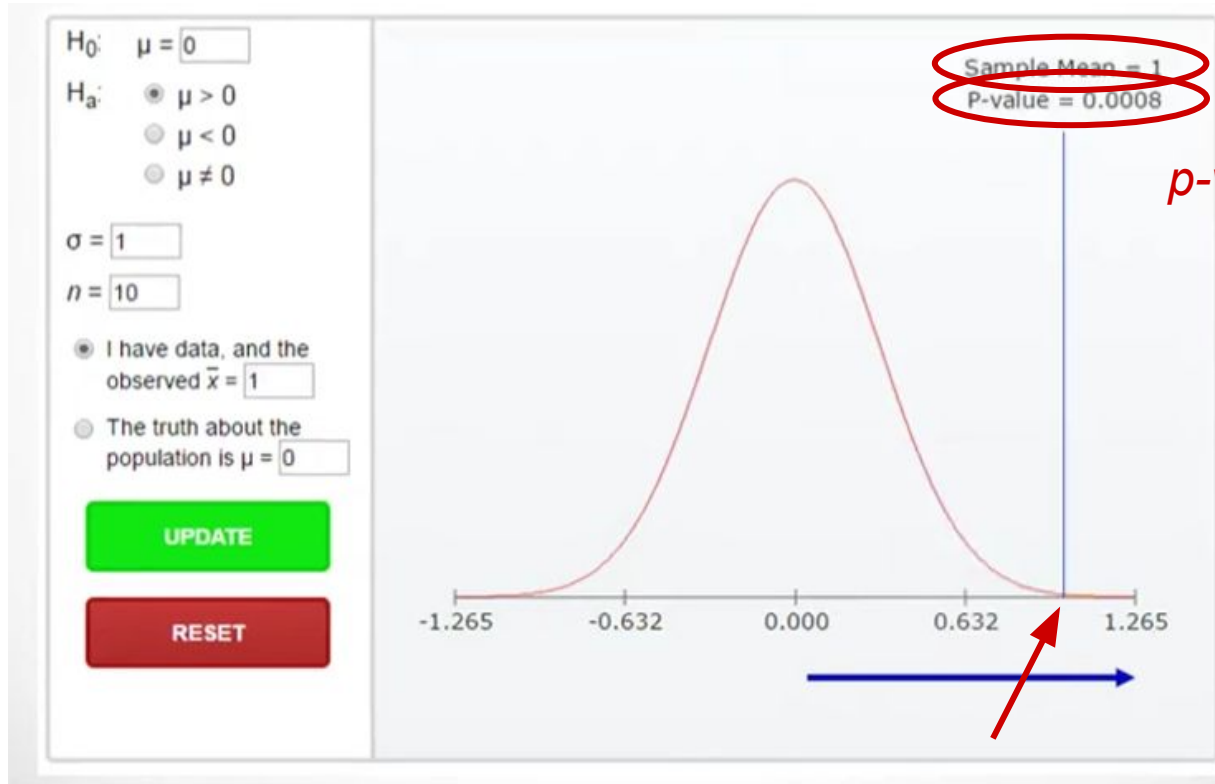 H₀: μ = 0
Hₐ: μ > 0
μ < 0
μ ≠ 0
σ = 1
n = 10
I have data, and the
observed x̄ = 1
The truth about the
population is μ = 0
UPDATE
RESET
Sample Mean = 1
P-value = 0.0008
p-
-1.265 -0.632 0.000 0.632 1.265